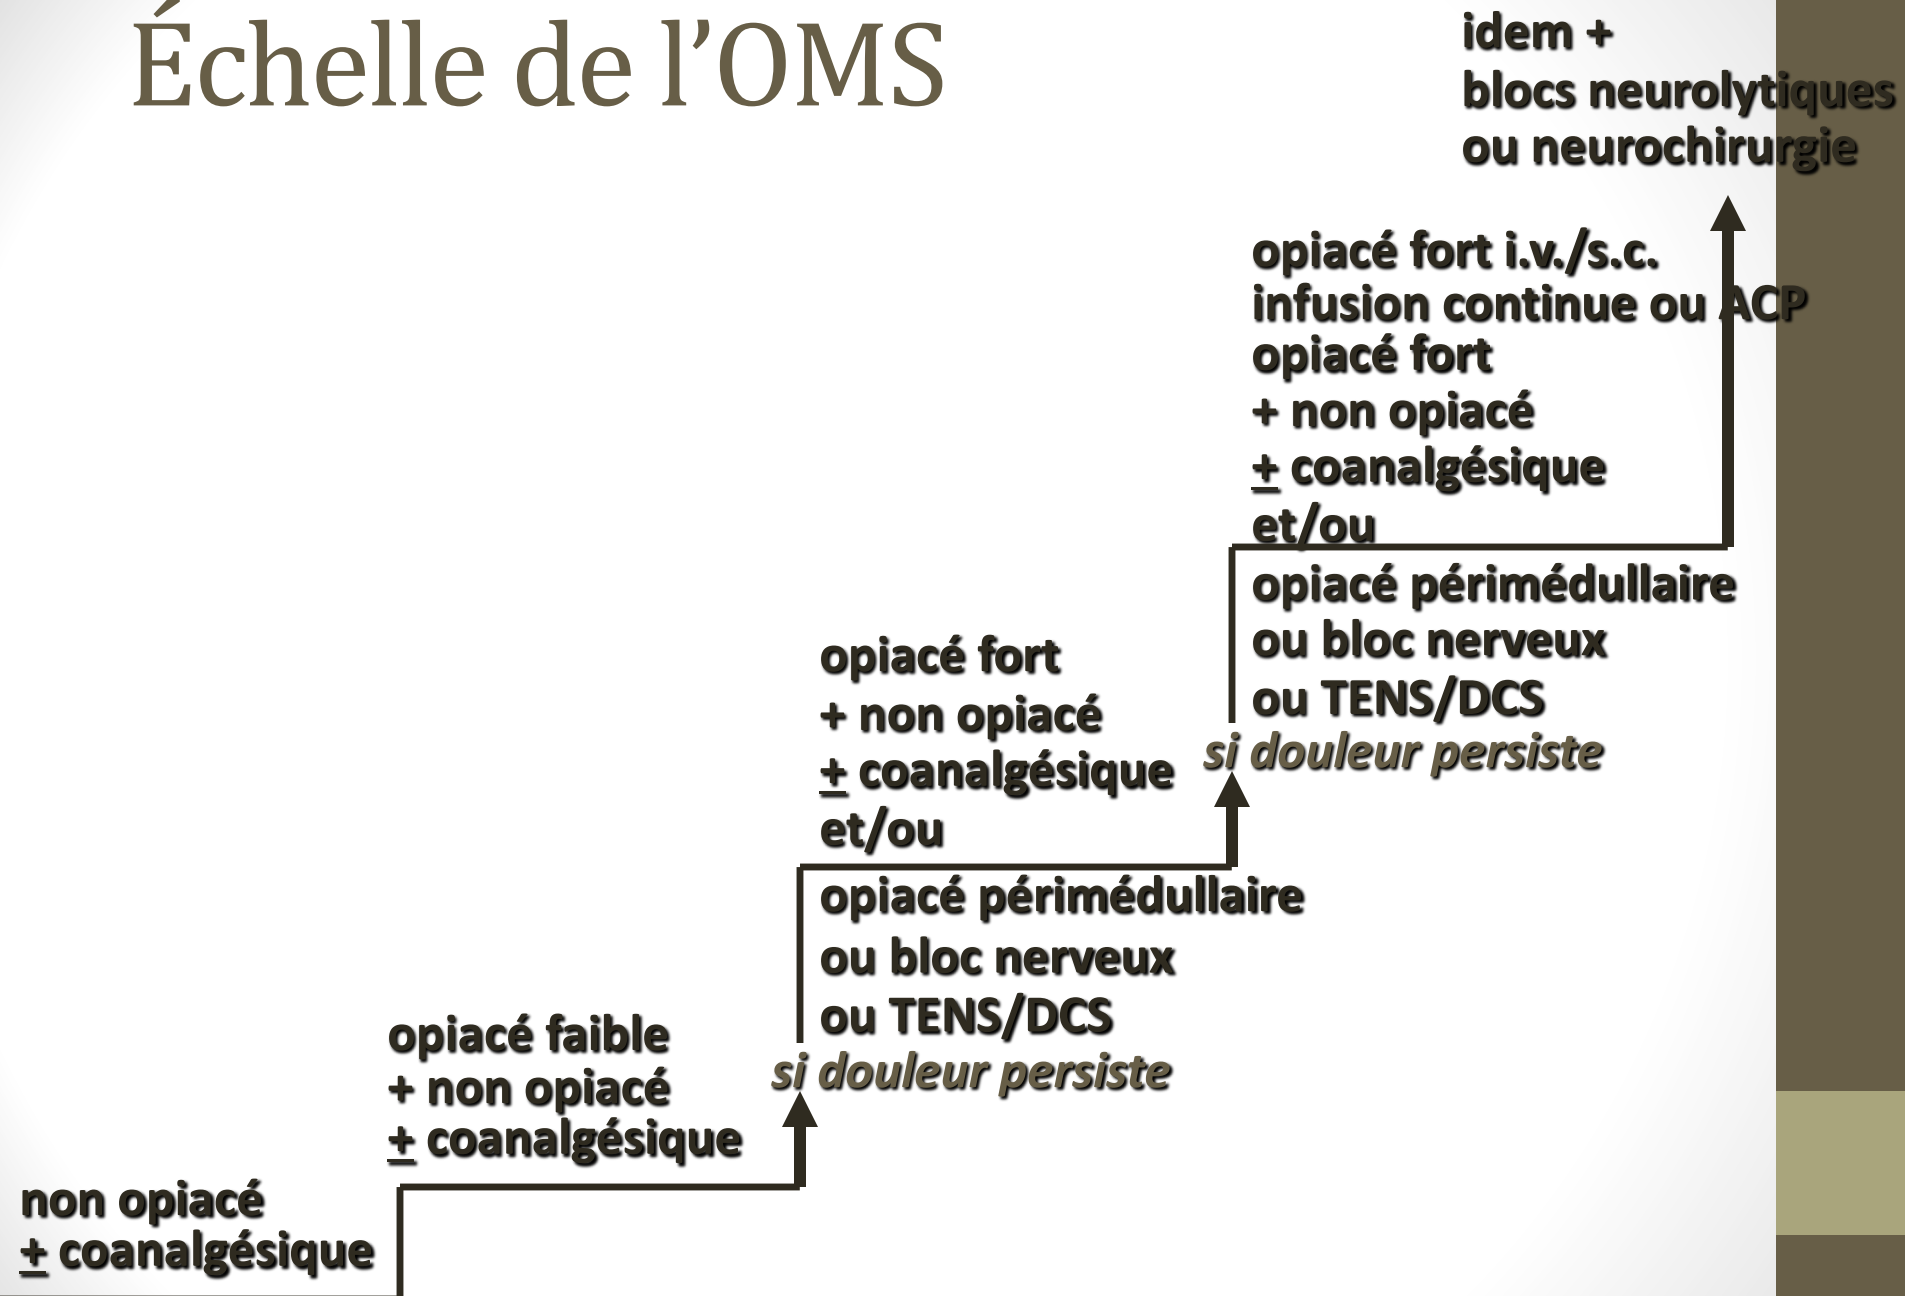 Échelle de l’OMS
idem +
blocs neurolytiques
ou neurochirurgie
opiacé fort i.v./s.c.
infusion continue ou ACP
opiacé fort
+ non opiacé
+ coanalgésique
et/ou
opiacé périmédullaire
ou bloc nerveux
ou TENS/DCS
si douleur persiste
opiacé fort
+ non opiacé
+ coanalgésique
et/ou
opiacé périmédullaire
ou bloc nerveux
ou TENS/DCS
si douleur persiste
opiacé faible
+ non opiacé
+ coanalgésique
non opiacé
+ coanalgésique